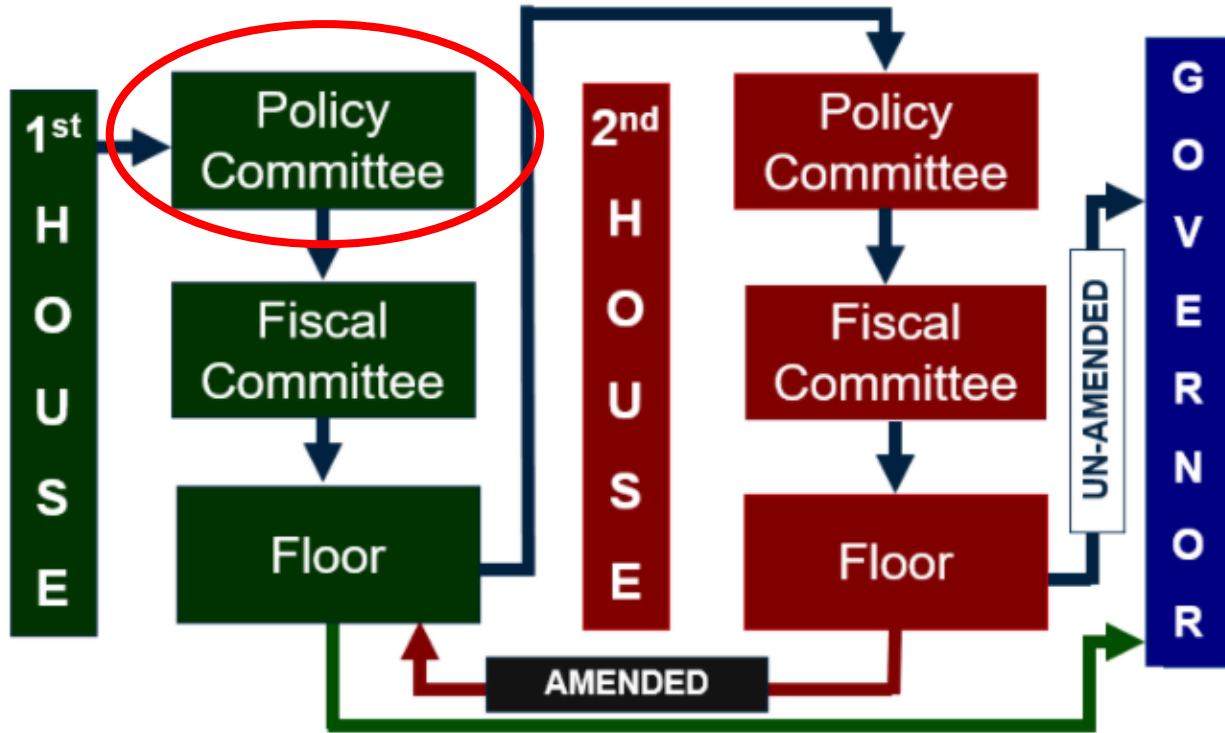 1st
HOUSE
Policy
Committee
Fiscal
Committee
Floor
2nd
HOUSE
Policy
Committee
Fiscal
Committee
Floor
UN-AMENDED
AMENDED
GOVERNOR